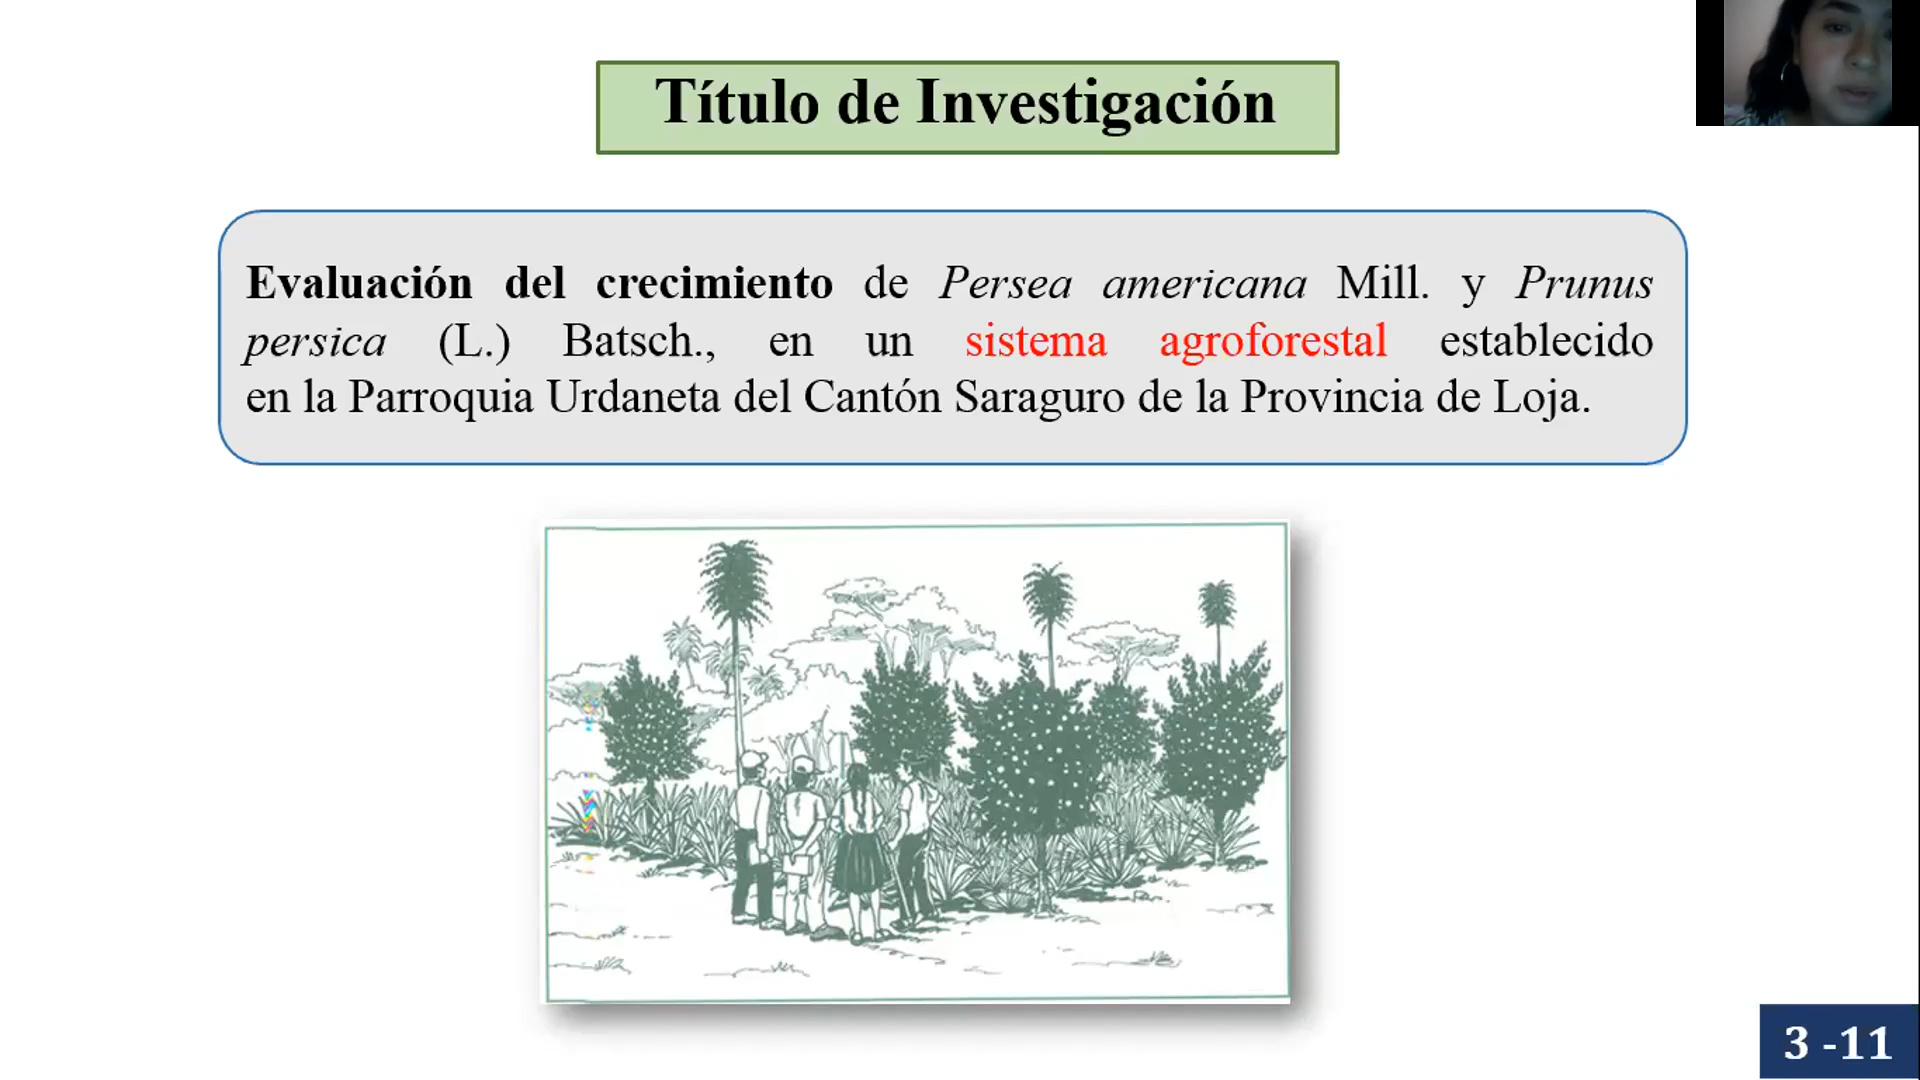 Título de Investigación
Evaluación del crecimiento de Persea americana Mill. y Prunus
persica (L.) Batsch., en un sistema agroforestal establecido
en la Parroquia Urdaneta del Cantón Saraguro de la Provincia de Loja.
3 -11